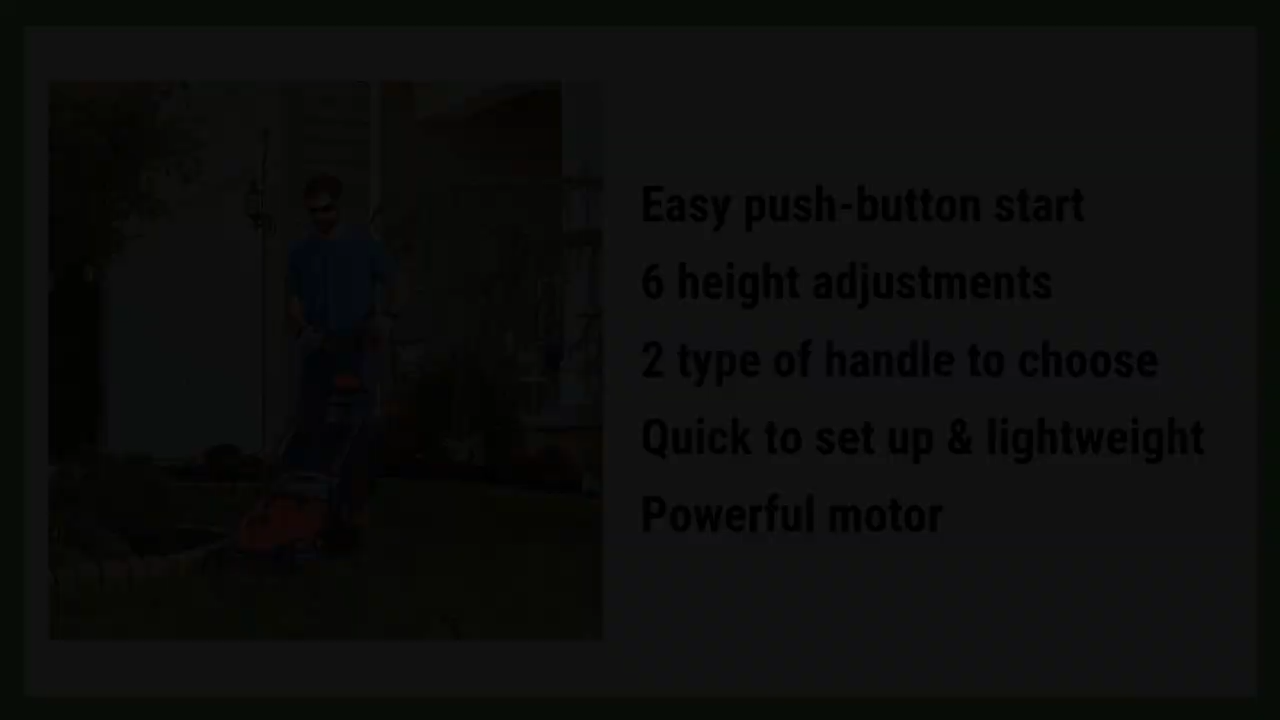 Easy push-button start
6 height adjustments
2 type of handle to choose
Quick to set up & lightweight
Powerful motor